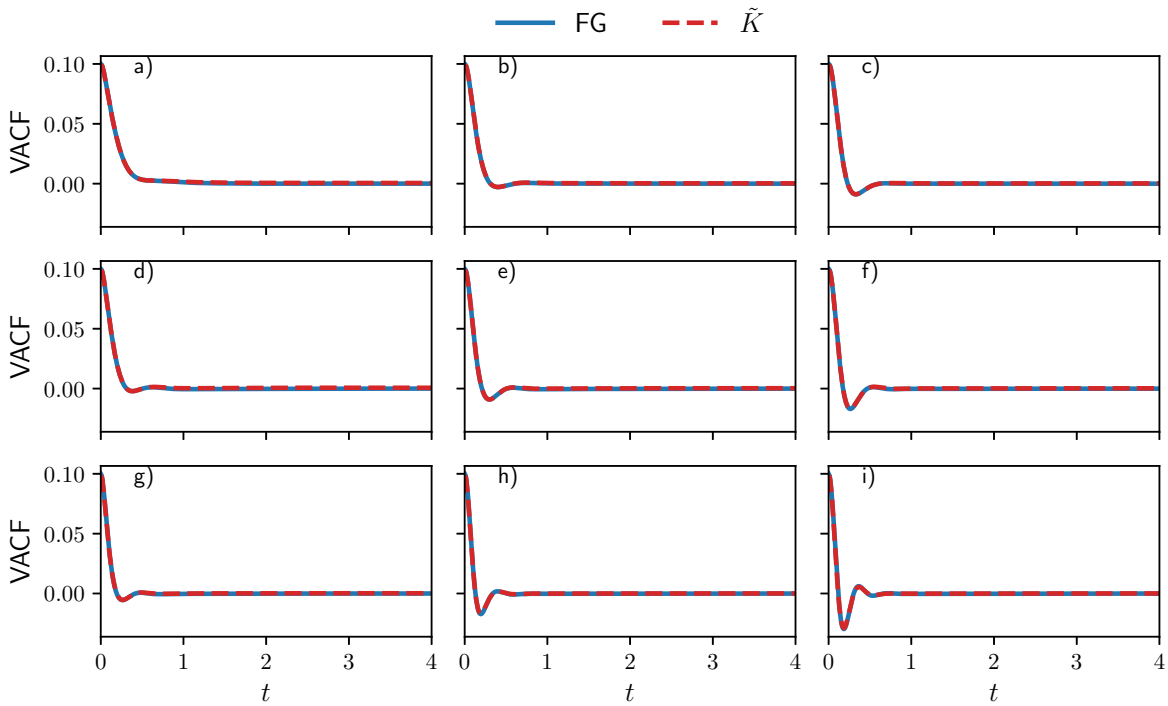 FG K̃
a) b) c)
VACF 0.10 0.05 0.00
d) e) f)
VACF 0.10 0.05 0.00
g) h) i)
VACF 0.10 0.05 0.00
0 1 2 3 4 0 1 2 3 4 0 1 2 3 4
t t t